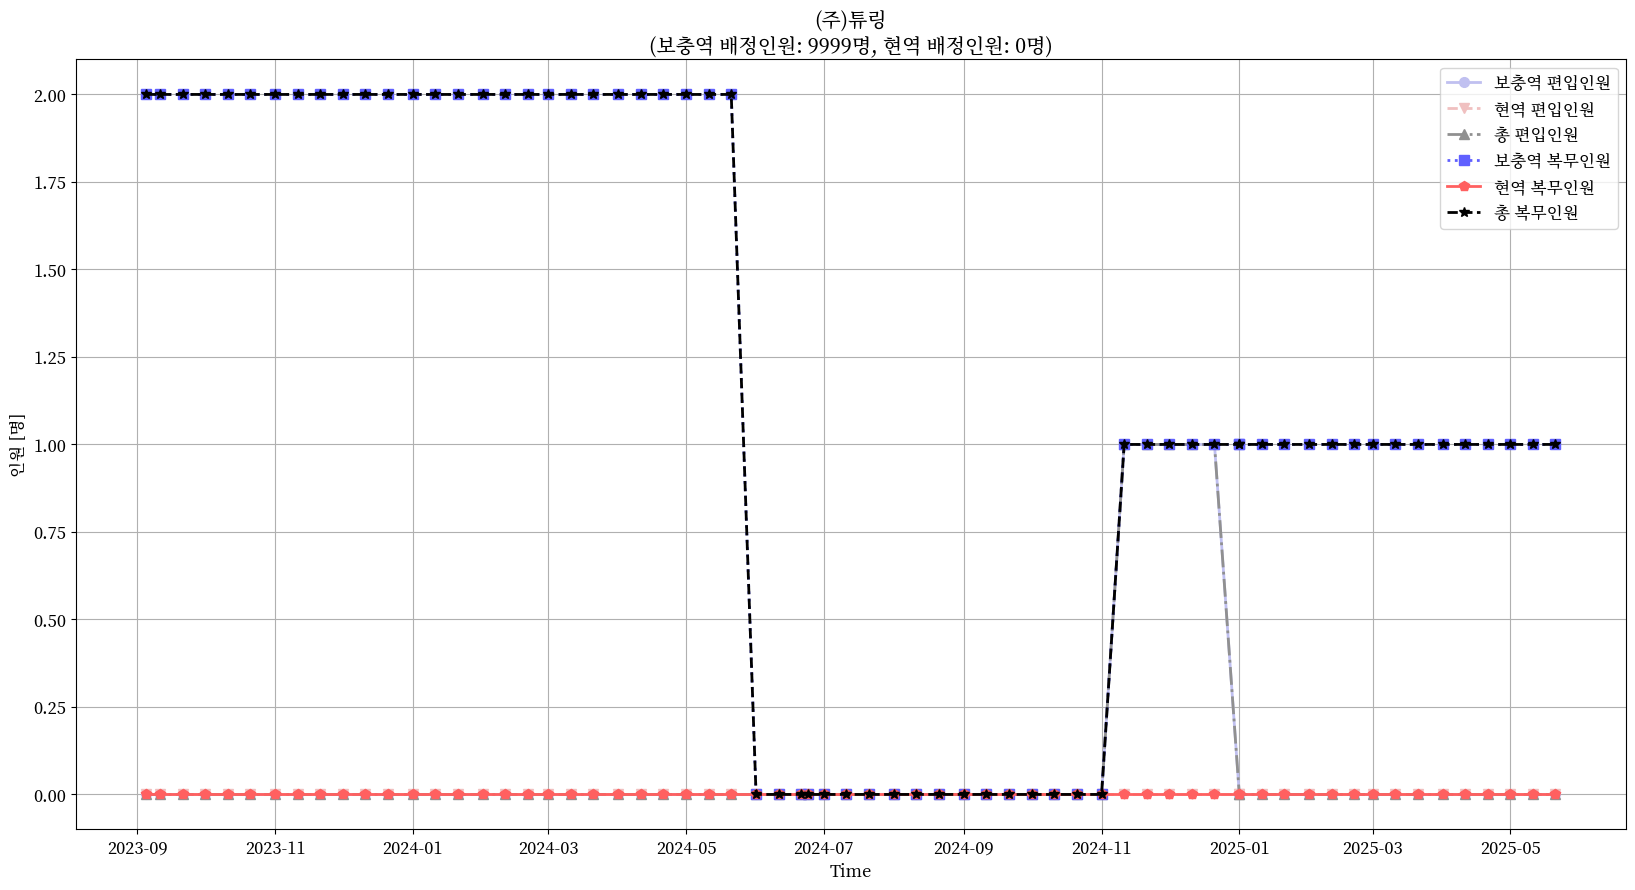 (주)튜링
(보충역 배정인원: 9999명, 현역 배정인원: 0명)
보충역 편입인원
현역 편입인원
총 편입인원
보충역 복무인원
현역 복무인원
총 복무인원
인원 [명]
2.00
1.75
1.50
1.25
1.00
0.75
0.50
0.25
0.00
2023-09 2023-11 2024-01 2024-03 2024-05 2024-07 2024-09 2024-11 2025-01 2025-03 2025-05
Time